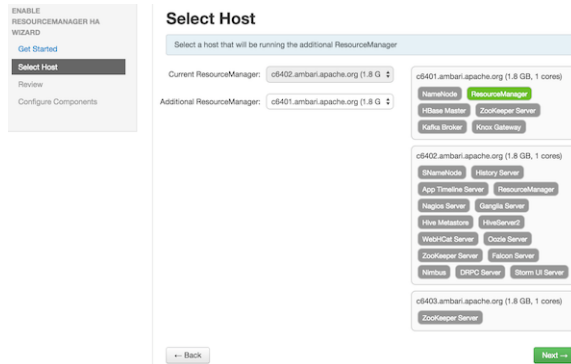 ENABLE
RESOURCEMANAGER HA
WIZARD
Get Started
Select Host
Review
Configure Components
Select Host
Select a host that will be running the additional ResourceManager
Current ResourceManager: c6402.ambari.apache.org (1.8 G
Additional ResourceManager: c6401.ambari.apache.org (1.8 G
c6401.ambari.apache.org (1.8 GB, 1 cores)
NameNode ResourceManager
HBase Master ZooKeeper Server
Kafka Broker Knox Gateway
c6402.ambari.apache.org (1.8 GB, 1 cores)
SNameNode History Server
App Timeline Server ResourceManager
Nagios Server Ganglia Server
Hive Metastore HiveServer2
WebHCat Server Oozie Server
ZooKeeper Server Falcon Server
Nimbus DRPC Server Storm UI Server
c6403.ambari.apache.org (1.8 GB, 1 cores)
ZooKeeper Server
← Back
Next →